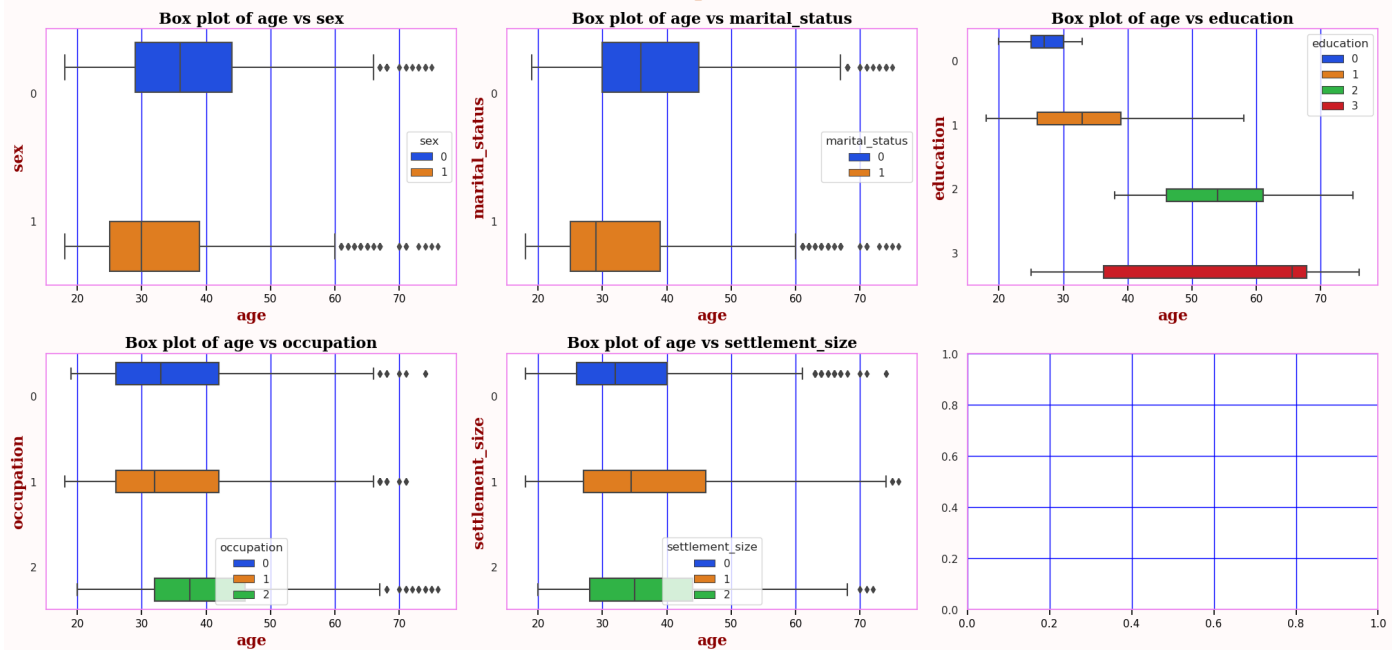 Box plot of age vs sex
sex
0
1
sex
0
1
20 30 40 50 60 70
age
Box plot of age vs marital_status
marital_status
0
1
marital_status
0
1
20 30 40 50 60 70
age
Box plot of age vs education
education
0
1
2
3
education
0
1
2
3
20 30 40 50 60 70
age
Box plot of age vs occupation
occupation
0
1
2
occupation
0
1
2
20 30 40 50 60 70
age
Box plot of age vs settlement_size
settlement_size
0
1
2
settlement_size
0
1
2
20 30 40 50 60 70
age
1.0
0.8
0.6
0.4
0.2
0.0
0.0 0.2 0.4 0.6 0.8 1.0